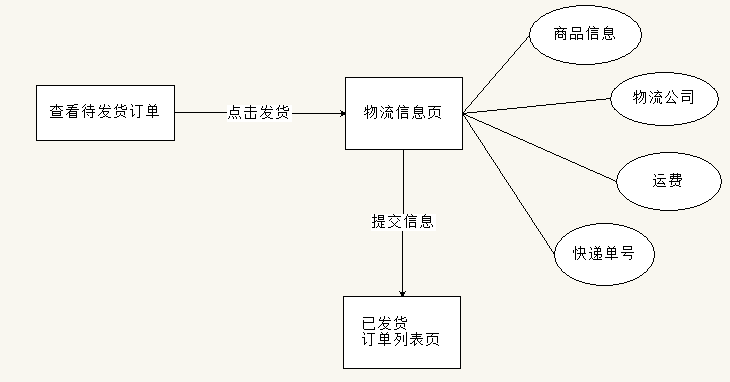 商品信息
物流公司
查看待发货订单
点击发货
物流信息页
运费
提交信息
快递单号
已发货
订单列表页